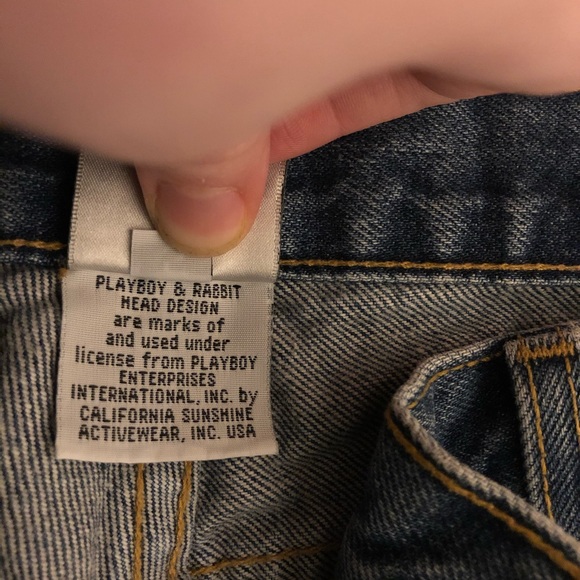 PLAYBOY & RABBIT
HEAD DESIGN
are marks of
and used under
license from PLAYBOY
ENTERPRISES
INTERNATIONAL, INC. by
CALIFORNIA SUNSHINE
ACTIVEWEAR, INC. USA